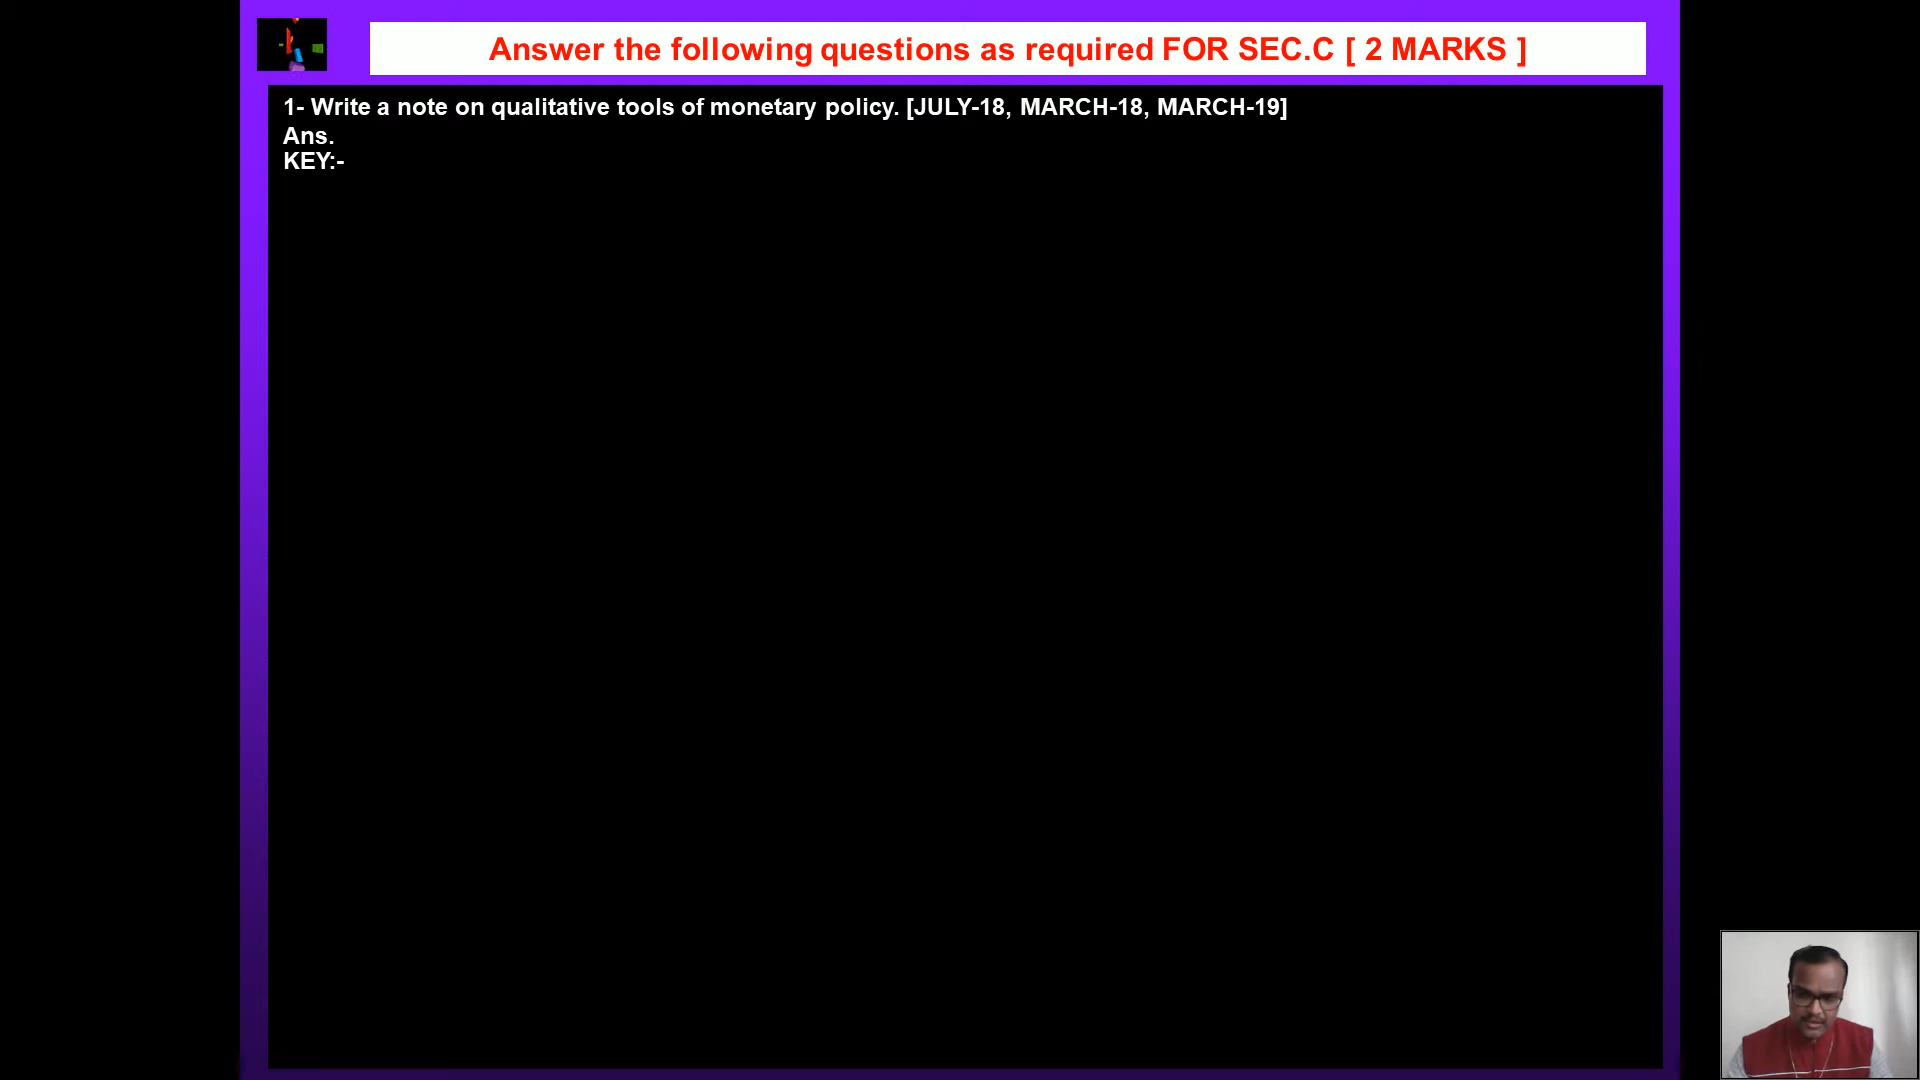 Answer the following questions as required FOR SEC.C [ 2 MARKS ]
1- Write a note on qualitative tools of monetary policy. [JULY-18, MARCH-18, MARCH-19]
Ans.
KEY:-